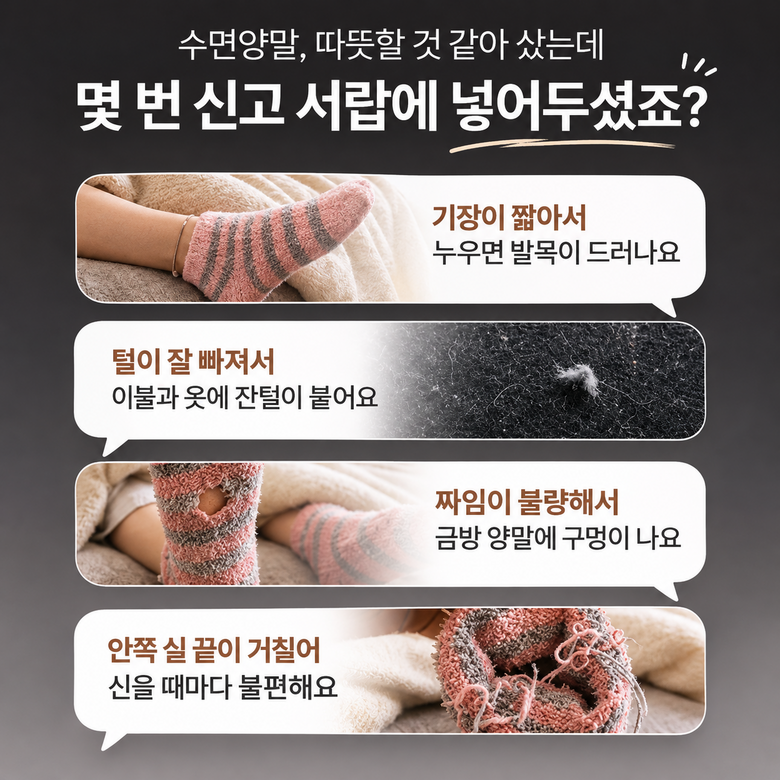 수면양말, 따뜻할 것 같아 샀는데
몇 번 신고 서랍에 넣어두셨죠?
기장이 짧아서
누우면 발목이 드러나요
털이 잘 빠져서
이불과 옷에 잔털이 붙어요
짜임이 불량해서
금방 양말에 구멍이 나요
안쪽 실 끝이 거칠어
신을 때마다 불편해요